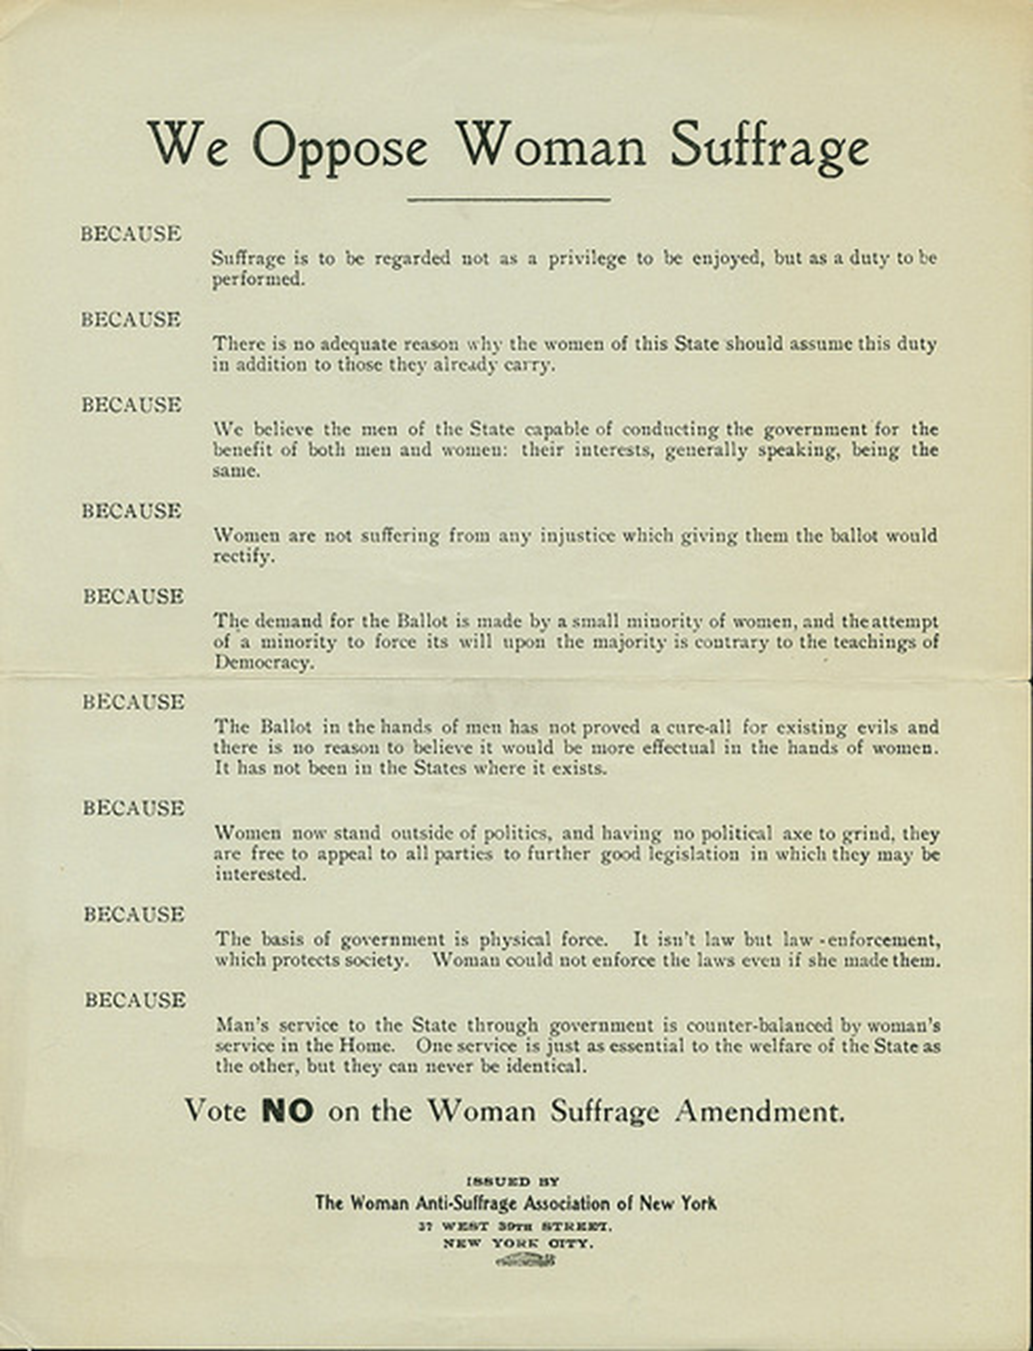 We Oppose Woman Suffrage
BECAUSE
Suffrage is to be regarded not as a privilege to be enjoyed, but as a duty to be
performed.
BECAUSE
There is no adequate reason why the women of this State should assume this duty
in addition to those they already carry.
BECAUSE
We believe the men of the State capable of conducting the government for the
benefit of both men and women: their interests, generally speaking, being the
same.
BECAUSE
Women are not suffering from any injustice which giving them the ballot would
rectify.
BECAUSE
The demand for the Ballot is made by a small minority of women, and the attempt
of a minority to force its will upon the majority is contrary to the teachings of
Democracy.
BECAUSE
The Ballot in the hands of men has not proved a cure-all for existing evils and
there is no reason to believe it would be more effectual in the hands of women.
It has not been in the States where it exists.
BECAUSE
Women now stand outside of politics, and having no political axe to grind, they
are free to appeal to all parties to further good legislation in which they may be
interested.
BECAUSE
The basis of government is physical force. It isn't law but law-enforcement,
which protects society. Woman could not enforce the laws even if she made them.
BECAUSE
Man's service to the State through government is counter-balanced by woman's
service in the Home. One service is just as essential to the welfare of the State as
the other, but they can never be identical.
Vote NO on the Woman Suffrage Amendment.
ISSUED BY
The Woman Anti-Suffrage Association of New York
37 WEST 39TH STREET,
NEW YORK CITY.